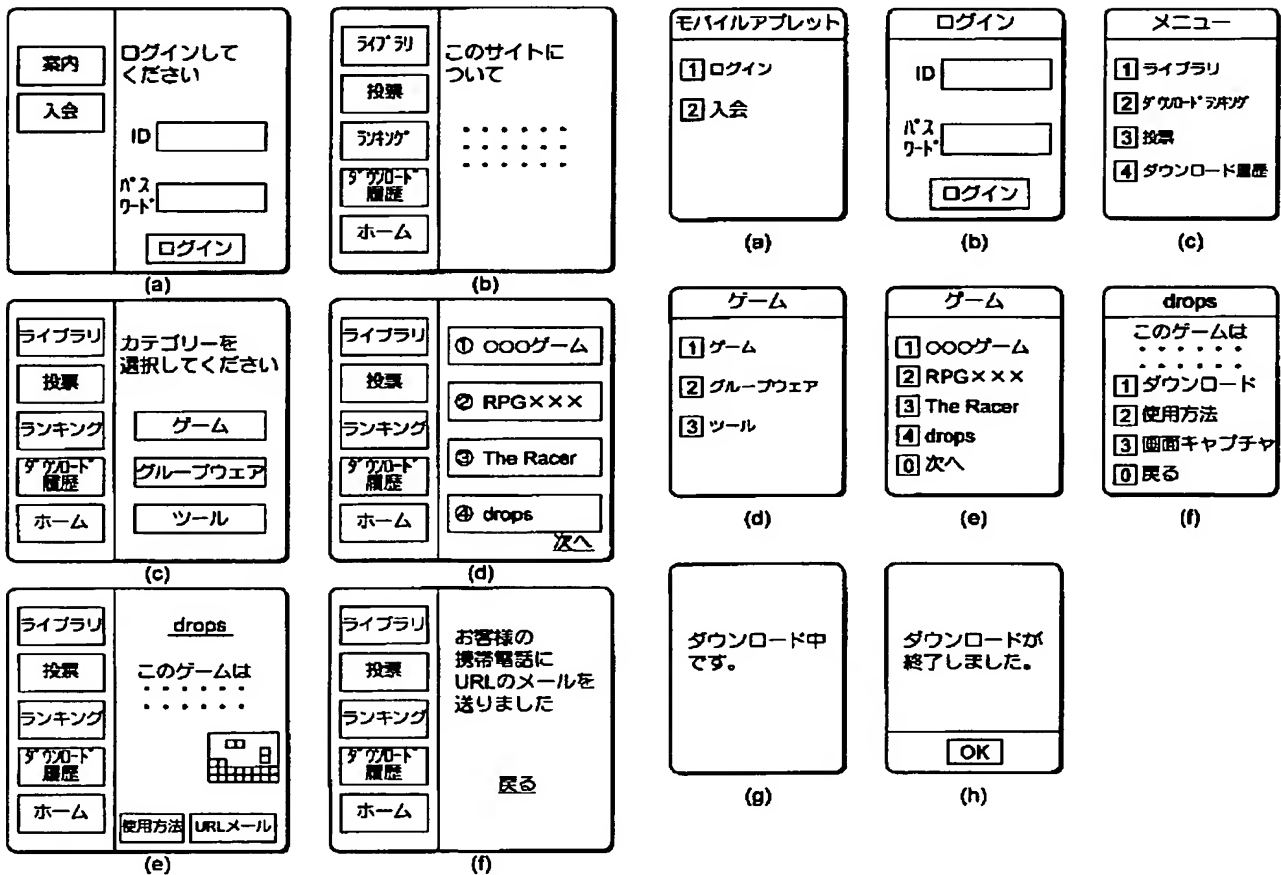 案内
入会
ログインして
ください
ID
パス
ワード
ログイン
(a)
ライブラリ
投票
ランキング
ダウンロード
履歴
ホーム
このサイトに
ついて
(b)
ライブラリ
投票
ランキング
ダウンロード
履歴
ホーム
カテゴリーを
選択してください
ゲーム
グループウェア
ツール
(c)
ライブラリ
投票
ランキング
ダウンロード
履歴
ホーム
① ○○○ゲーム
② RPG×××
③ The Racer
④ drops
次へ
(d)
ライブラリ
投票
ランキング
ダウンロード
履歴
ホーム
drops
このゲームは
使用方法
URLメール
(e)
ライブラリ
投票
ランキング
ダウンロード
履歴
ホーム
お客様の
携帯電話に
URLのメールを
送りました
戻る
(f)
モバイルアプレット
1 ログイン
2 入会
(a)
ログイン
ID
パス
ワード
ログイン
(b)
メニュー
1 ライブラリ
2 ダウンロードランキング
3 投票
4 ダウンロード履歴
(c)
ゲーム
1 ゲーム
2 グループウェア
3 ツール
(d)
ゲーム
1 ○○○ゲーム
2 RPG×××
3 The Racer
4 drops
0 次へ
(e)
drops
このゲームは
1 ダウンロード
2 使用方法
3 画面キャプチャ
0 戻る
(f)
ダウンロード中
です。
(g)
ダウンロードが
終了しました。
OK
(h)